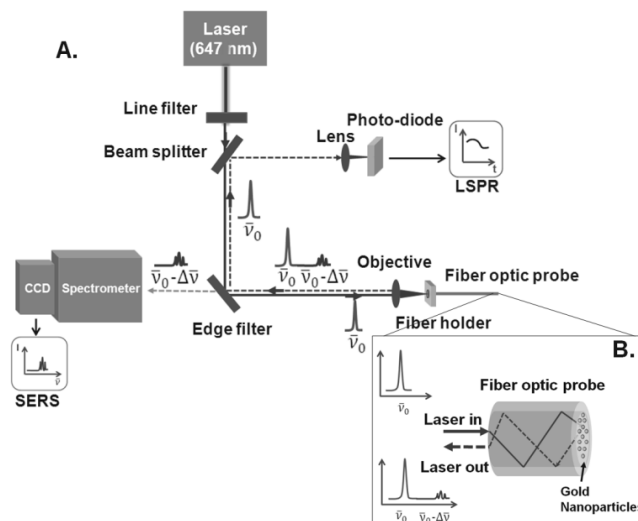 A.
Laser
(647 nm)
Line filter
Beam splitter
Photo-diode
Lens
I
t
LSPR
ν̄₀
ν̄₀-Δν̄
ν̄₀ ν̄₀-Δν̄
Objective
Fiber optic probe
CCD
Spectrometer
Edge filter
ν̄₀
Fiber holder
I
ν̄
SERS
B.
Fiber optic probe
ν̄₀
Laser in
Laser out
ν̄₀ ν̄₀-Δν̄
Gold
Nanoparticle